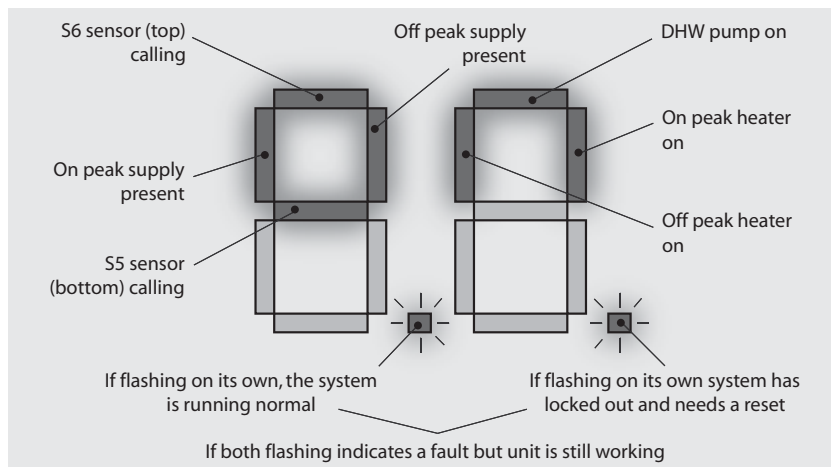 S6 sensor (top)
calling
Off peak supply
present
DHW pump on
On peak heater
on
On peak supply
present
Off peak heater
on
S5 sensor
(bottom) calling
If flashing on its own, the system
is running normal
If flashing on its own system has
locked out and needs a reset
If both flashing indicates a fault but unit is still working